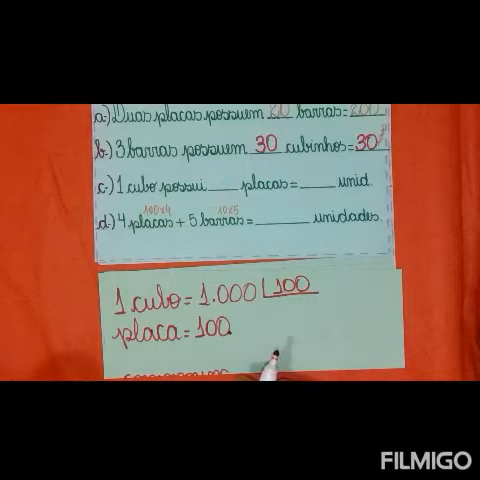 a-) Duas placas possuem 20 barras = 200
b-) 3 barras possuem 30 cubinhos = 30
c-) 1 cubo possui ____ placas = ____ unid.
100x4 10x5
d-) 4 placas + 5 barras = ______ unidades.
1 cubo = 1.000 100
placa = 100
FILMIGO